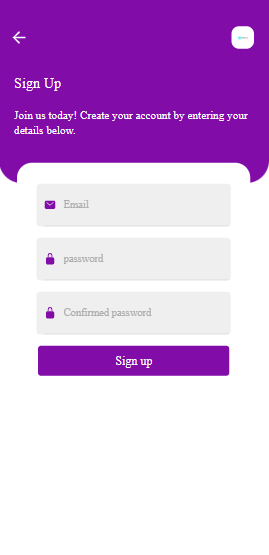 Sign Up
Join us today! Create your account by entering your
details below.
Email
password
Confirmed password
Sign up